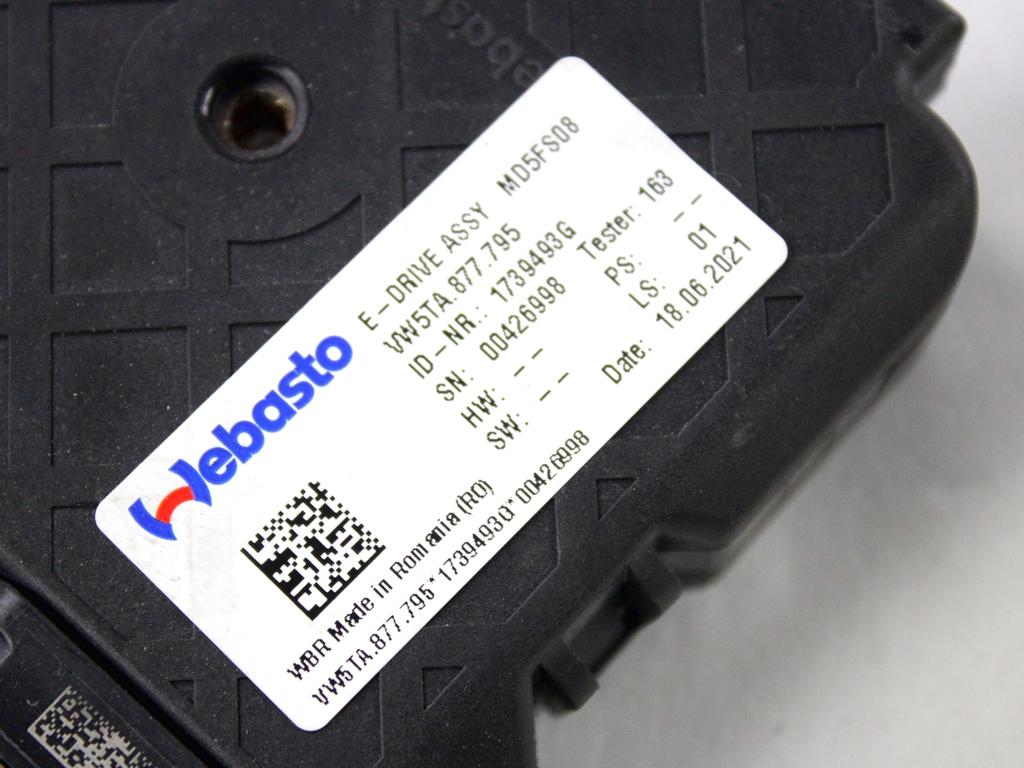 ebast
Webasto
E-DRIVE ASSY MD5FS08
VW5TA.877.795
ID-NR.: 1739493G Tester: 163
SN: 00426998 PS: - -
HW: - - LS: 01
SW: - - Date: 18.06.2021
WBR Made in Romania (RO)
VW5TA.877.795*1739493G*00426998